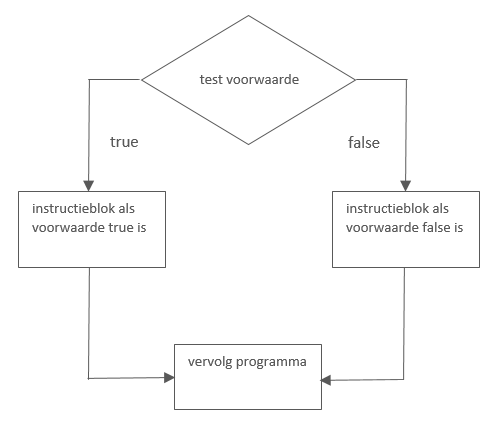 test voorwaarde
true
false
instructieblok als
voorwaarde true is
instructieblok als
voorwaarde false is
vervolg programma